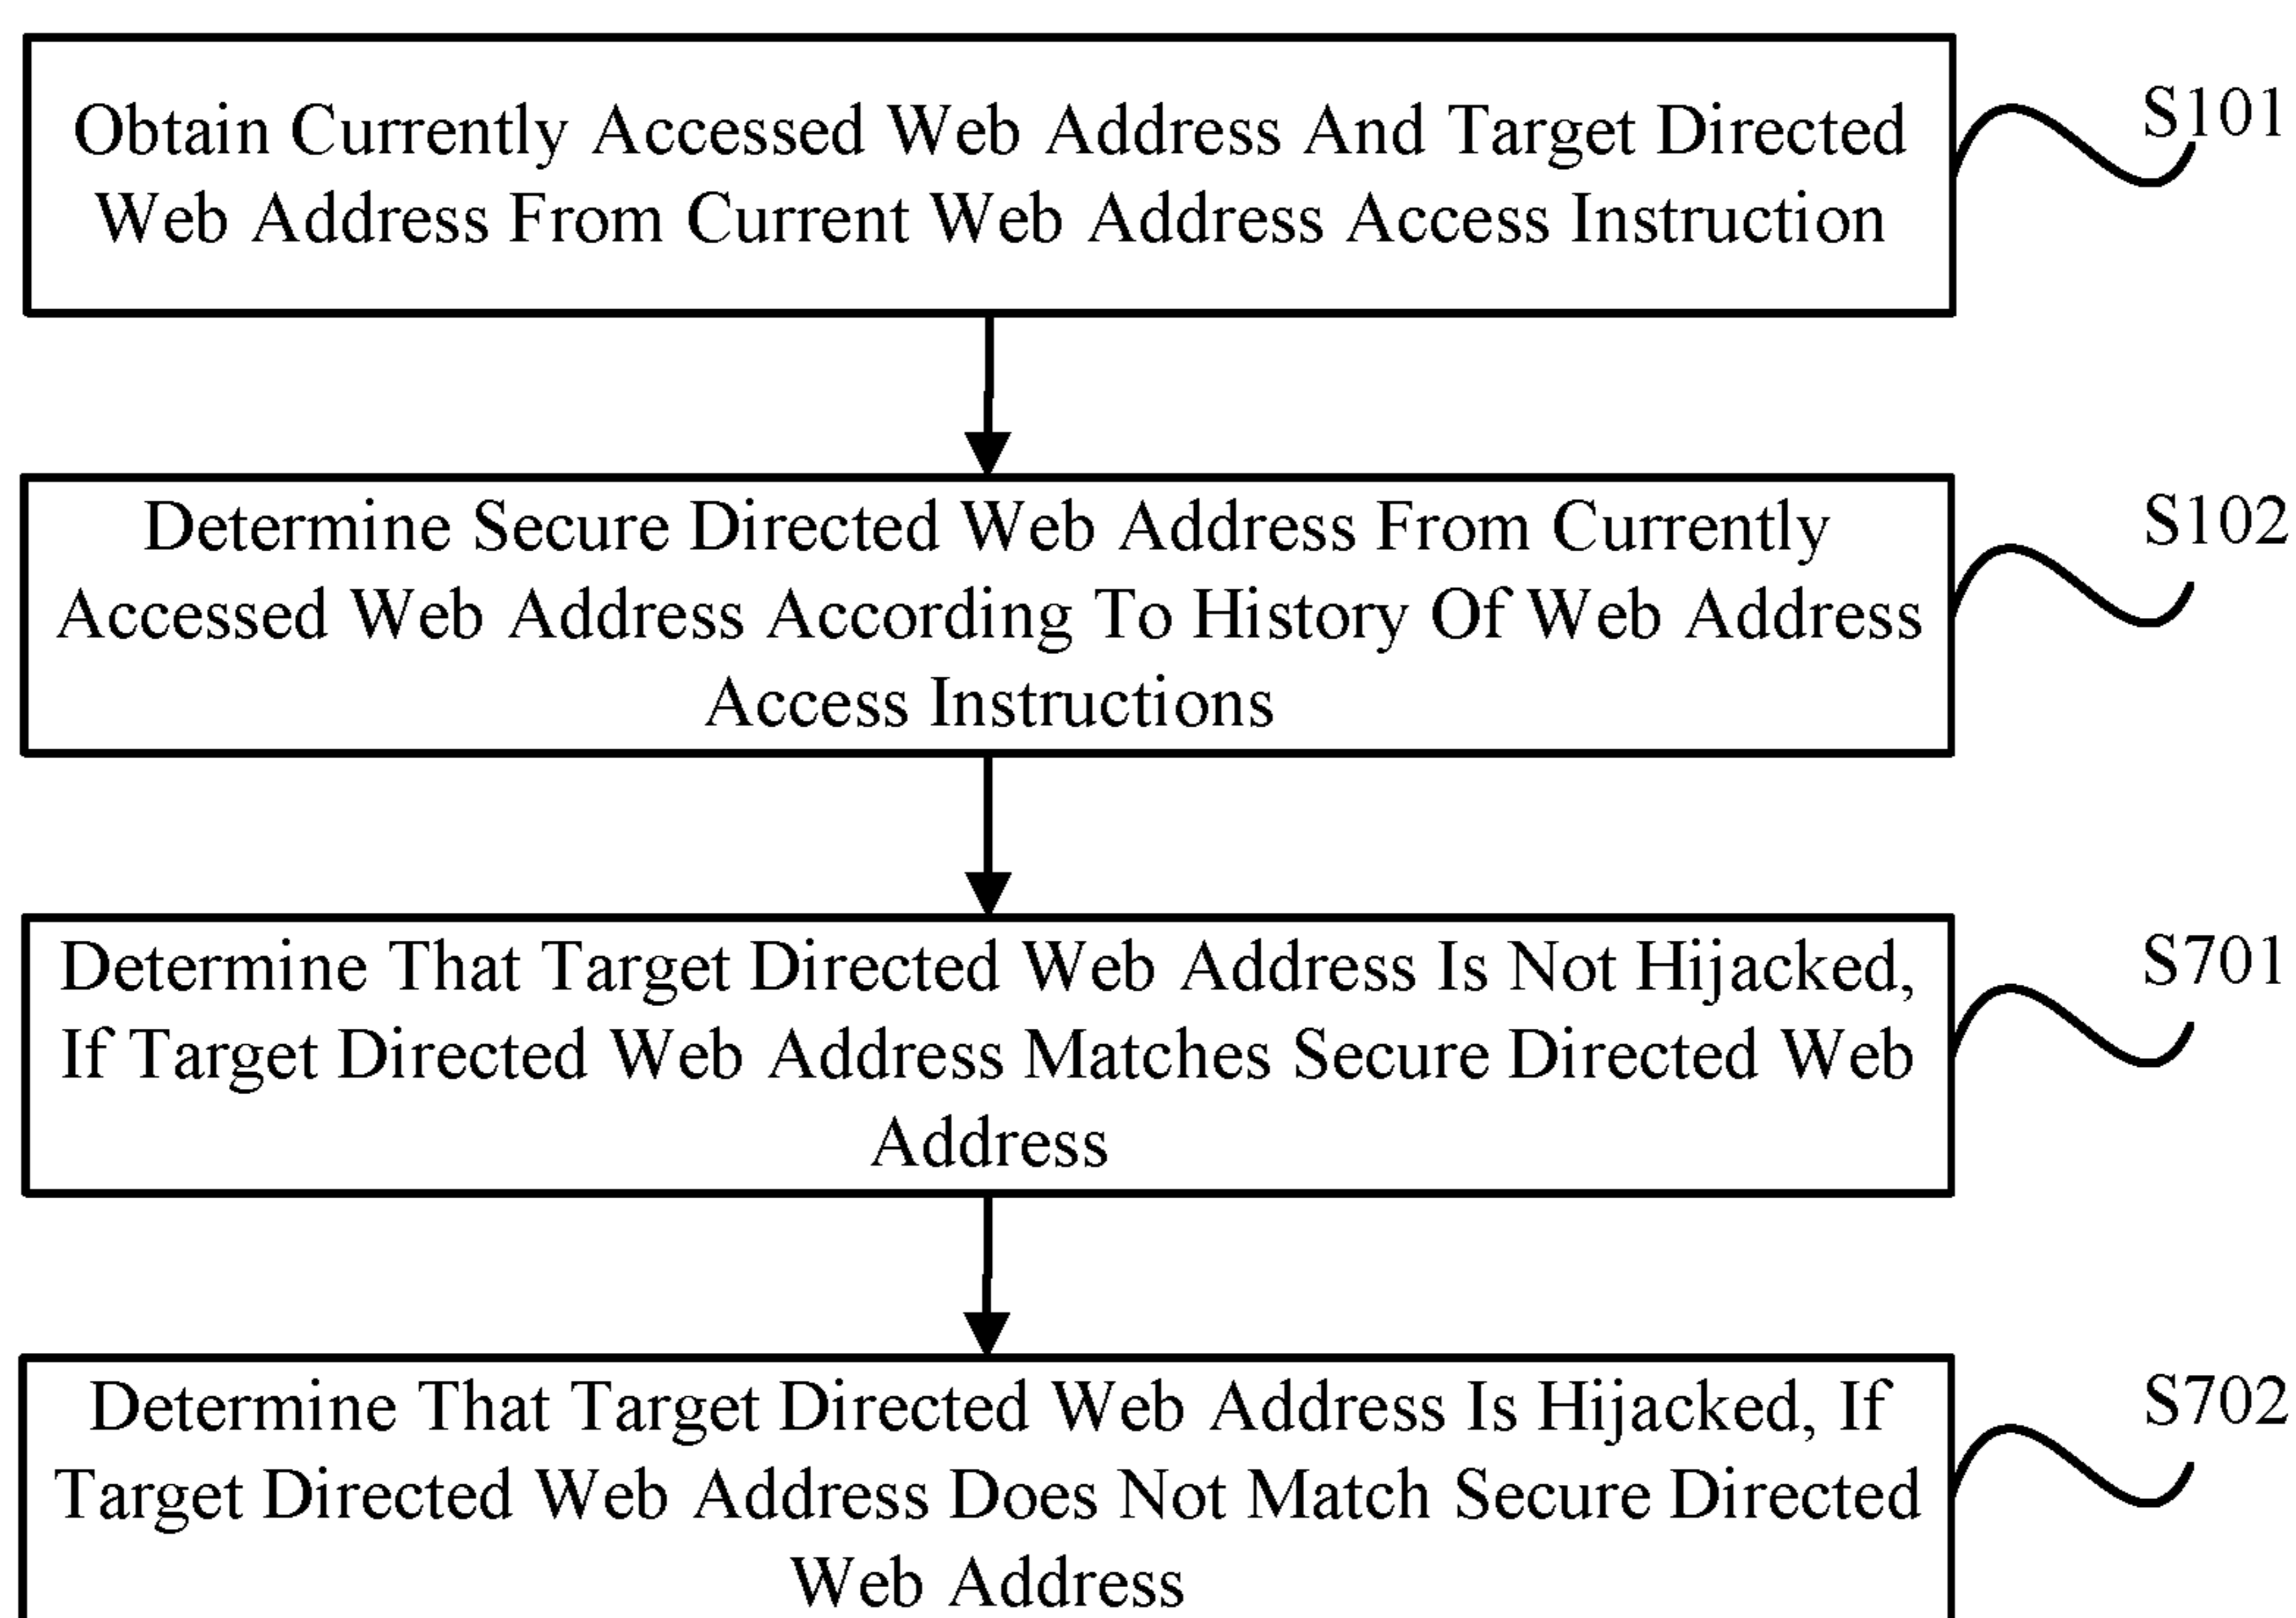 Obtain Currently Accessed Web Address And Target Directed
Web Address From Current Web Address Access Instruction
S101
Determine Secure Directed Web Address From Currently
Accessed Web Address According To History Of Web Address
Access Instructions
S102
Determine That Target Directed Web Address Is Not Hijacked,
If Target Directed Web Address Matches Secure Directed Web
Address
S701
Determine That Target Directed Web Address Is Hijacked, If
Target Directed Web Address Does Not Match Secure Directed
Web Address
S702